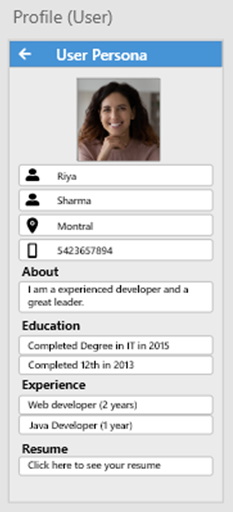 Profile (User)
User Persona
Riya
Sharma
Montral
5423657894
About
I am a experienced developer and a
great leader.
Education
Completed Degree in IT in 2015
Completed 12th in 2013
Experience
Web developer (2 years)
Java Developer (1 year)
Resume
Click here to see your resume